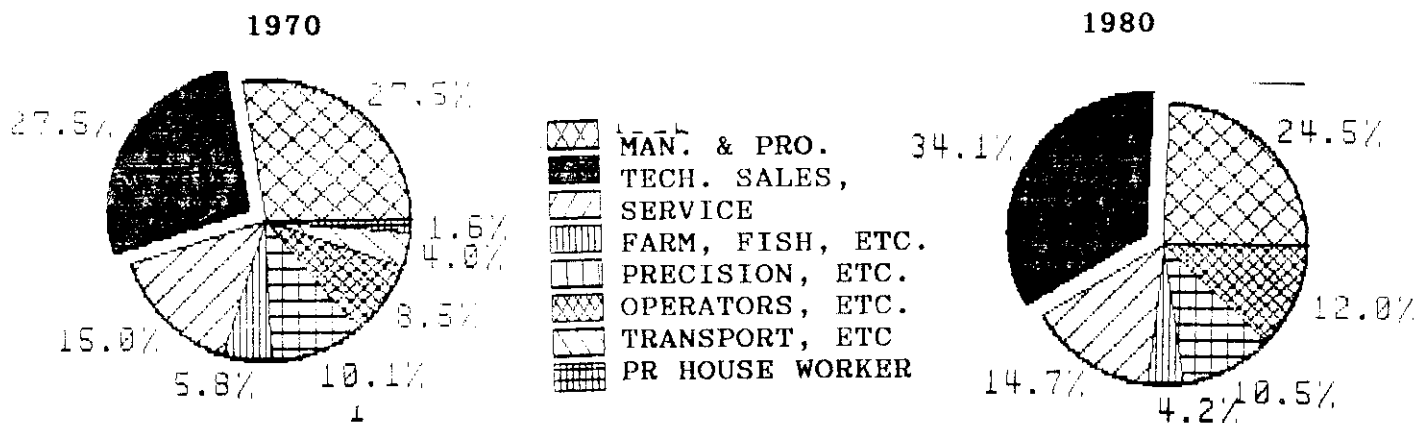 1970
1980
27.5%
27.5%
1.6%
4.0%
8.5%
10.1%
5.8%
15.0%
MAN. & PRO.
TECH. SALES,
SERVICE
FARM, FISH, ETC.
PRECISION, ETC.
OPERATORS, ETC.
TRANSPORT, ETC
PR HOUSE WORKER
34.1%
24.5%
12.0%
10.5%
4.2%
14.7%